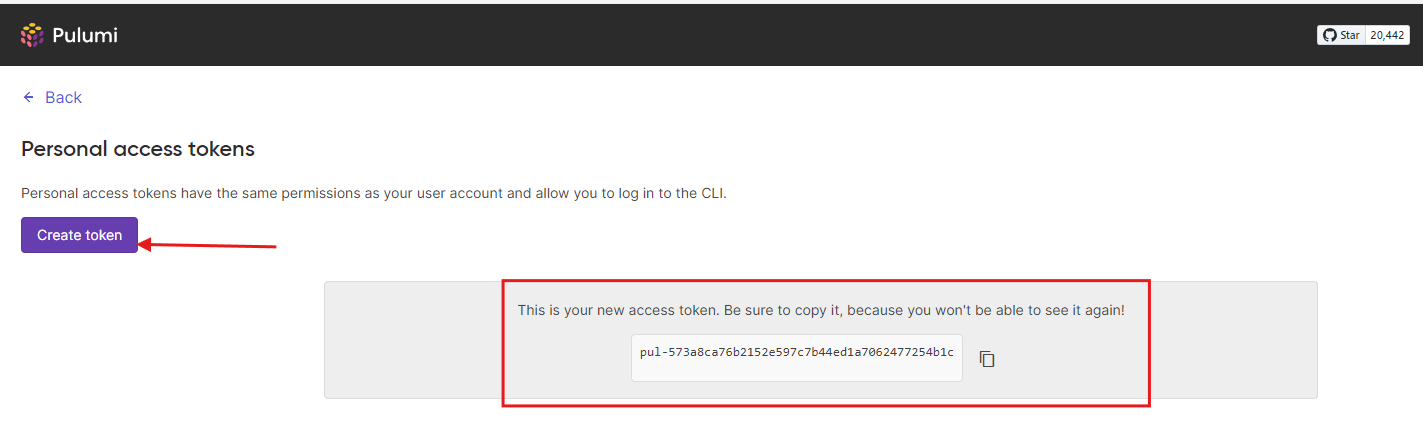 Pulumi
Star 20,442
Back
Personal access tokens
Personal access tokens have the same permissions as your user account and allow you to log in to the CLI.
Create token
This is your new access token. Be sure to copy it, because you won't be able to see it again!
pul-573a8ca76b2152e597c7b44ed1a7062477254b1c